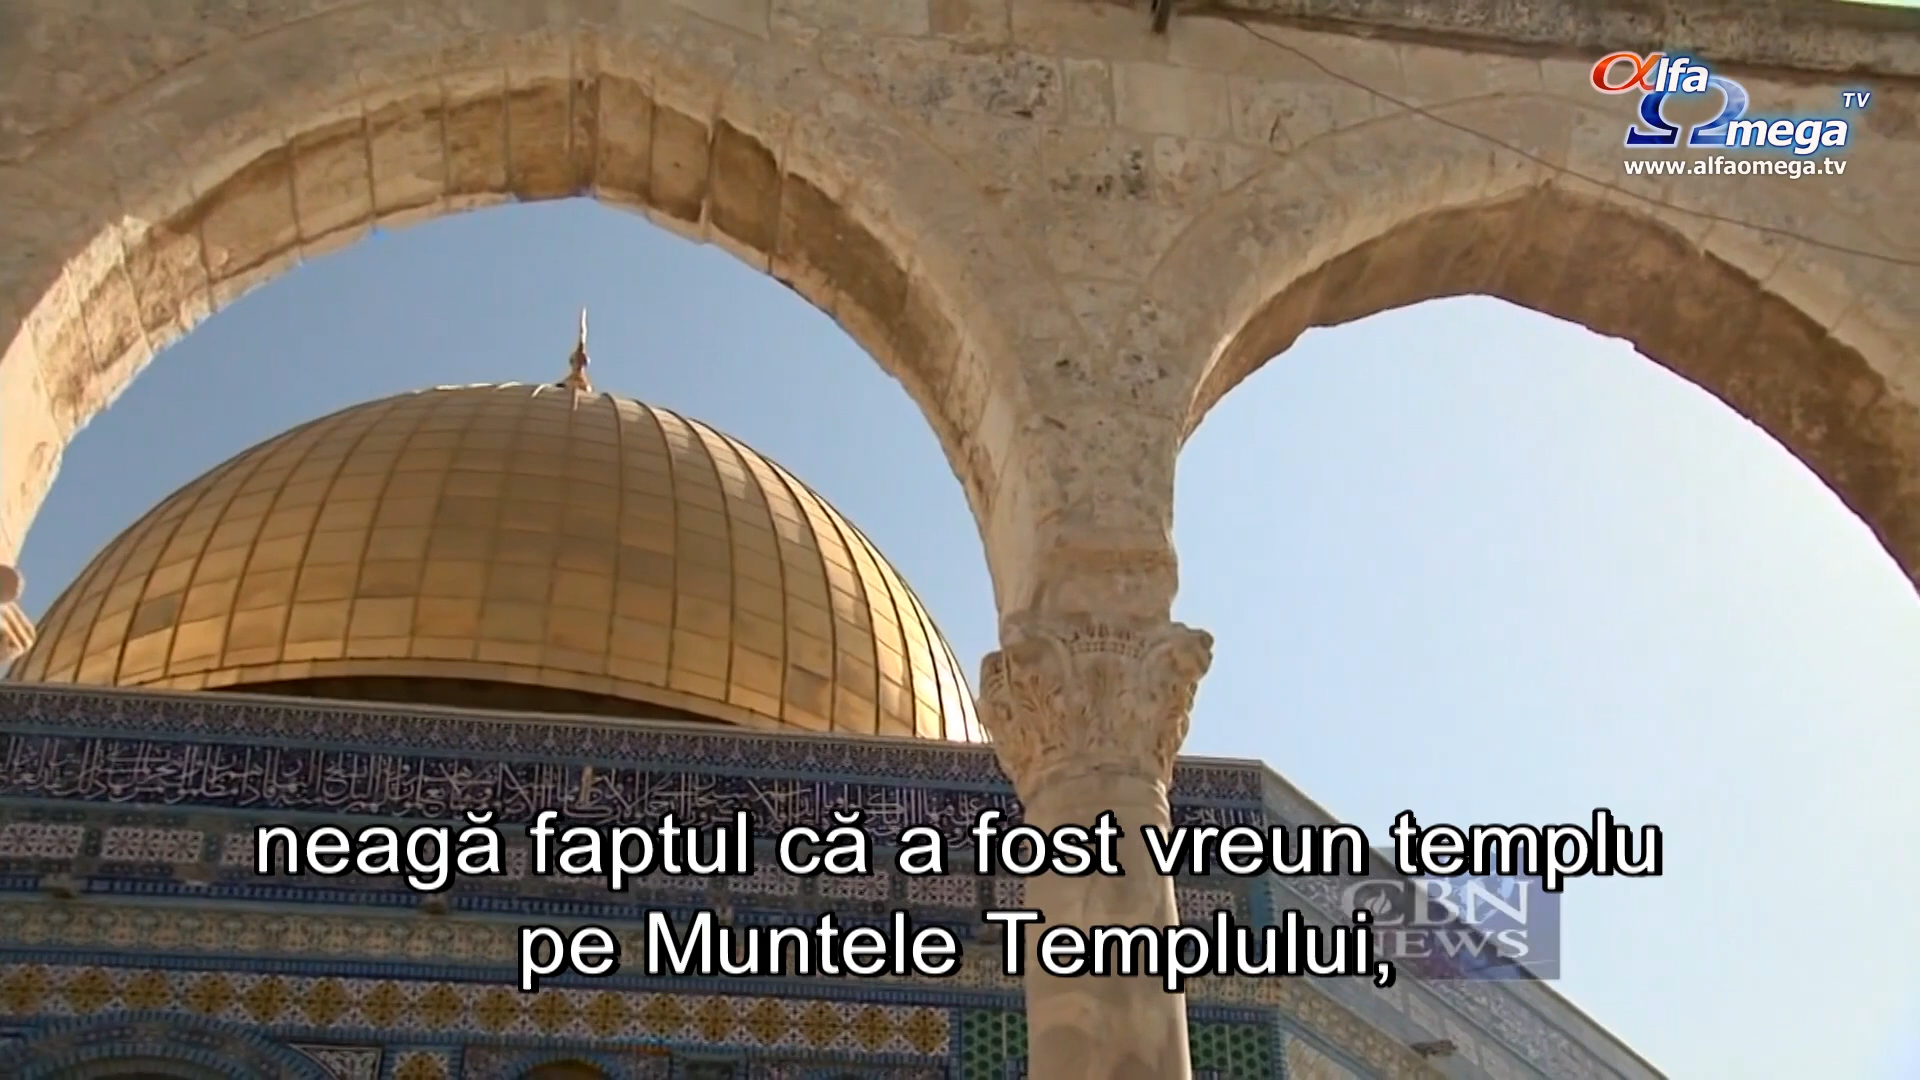 αlfa
Ωmega TV
www.alfaomega.tv
neagă faptul că a fost vreun templu
pe Muntele Templului,
CBN
NEWS